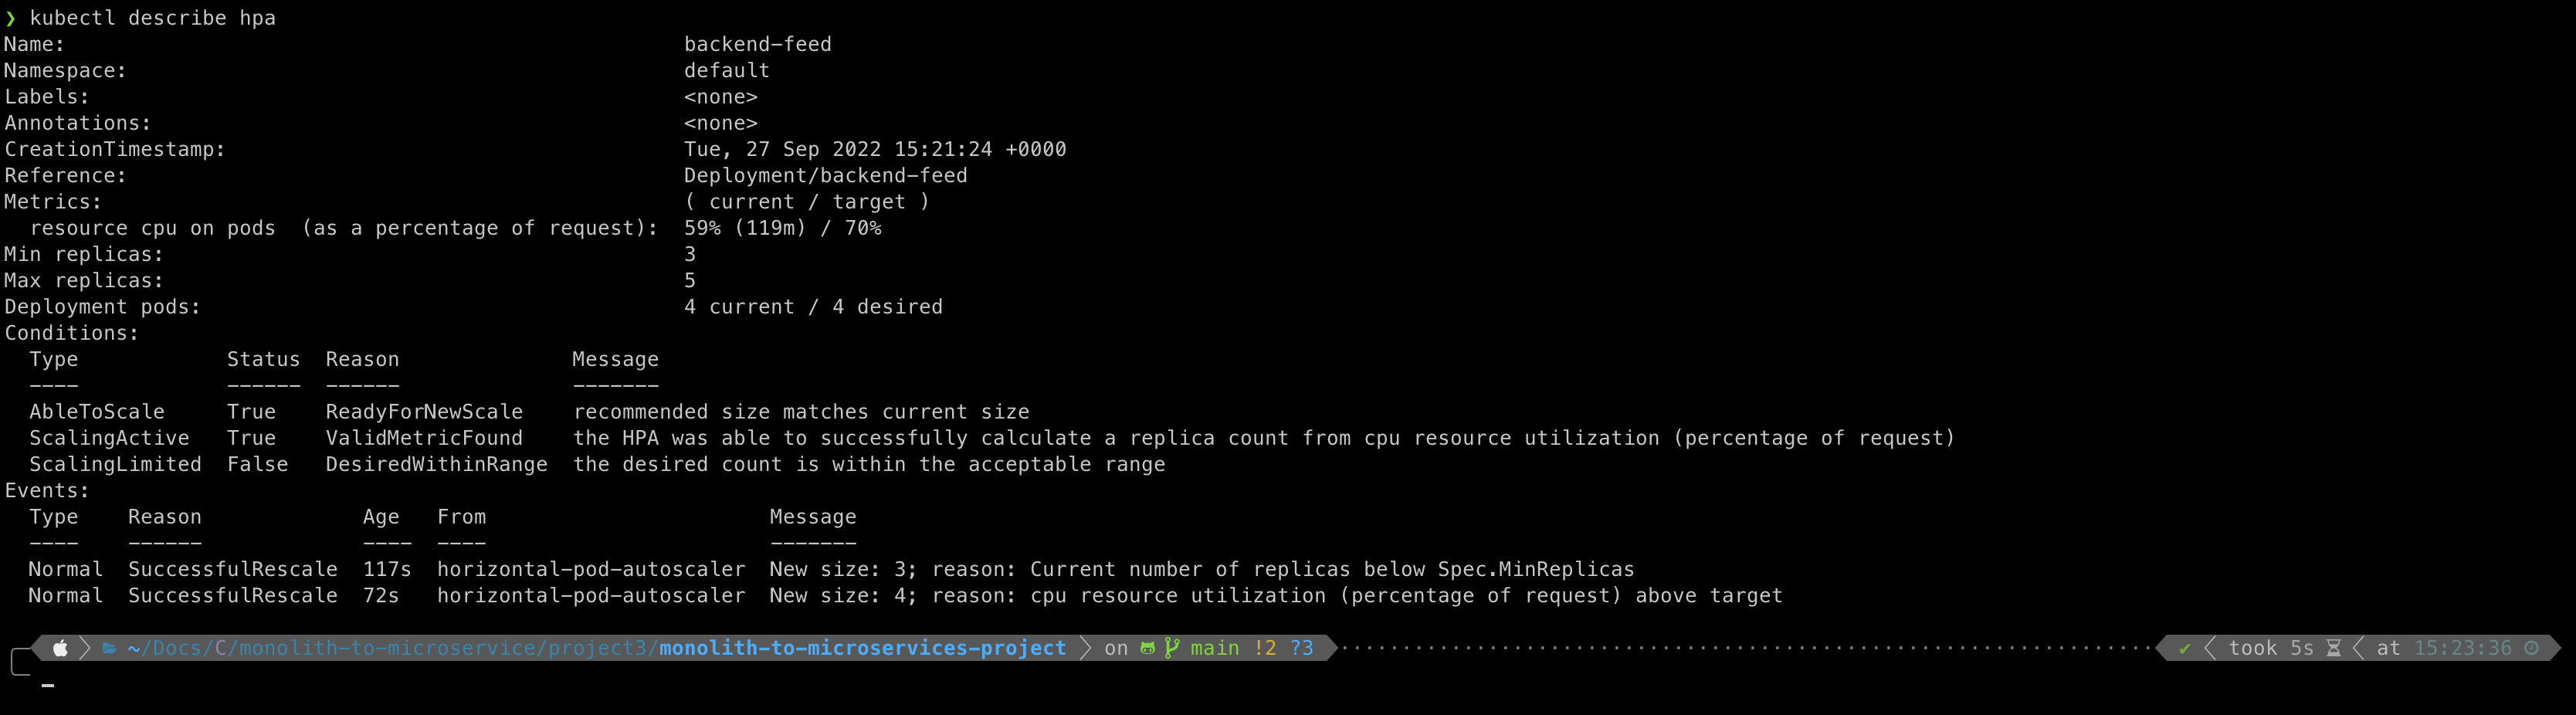 ❯ kubectl describe hpa
Name:                                                  backend-feed
Namespace:                                             default
Labels:                                                <none>
Annotations:                                           <none>
CreationTimestamp:                                     Tue, 27 Sep 2022 15:21:24 +0000
Reference:                                             Deployment/backend-feed
Metrics:                                               ( current / target )
  resource cpu on pods  (as a percentage of request):  59% (119m) / 70%
Min replicas:                                          3
Max replicas:                                          5
Deployment pods:                                       4 current / 4 desired
Conditions:
  Type            Status  Reason              Message
  ----            ------  ------              -------
  AbleToScale     True    ReadyForNewScale    recommended size matches current size
  ScalingActive   True    ValidMetricFound    the HPA was able to successfully calculate a replica count from cpu resource utilization (percentage of request)
  ScalingLimited  False   DesiredWithinRange  the desired count is within the acceptable range
Events:
  Type    Reason             Age   From                       Message
  ----    ------             ----  ----                       -------
  Normal  SuccessfulRescale  117s  horizontal-pod-autoscaler  New size: 3; reason: Current number of replicas below Spec.MinReplicas
  Normal  SuccessfulRescale  72s   horizontal-pod-autoscaler  New size: 4; reason: cpu resource utilization (percentage of request) above target
~/Docs/C/monolith-to-microservice/project3/monolith-to-microservices-project on main !2 ?3 ✔ took 5s at 15:23:36